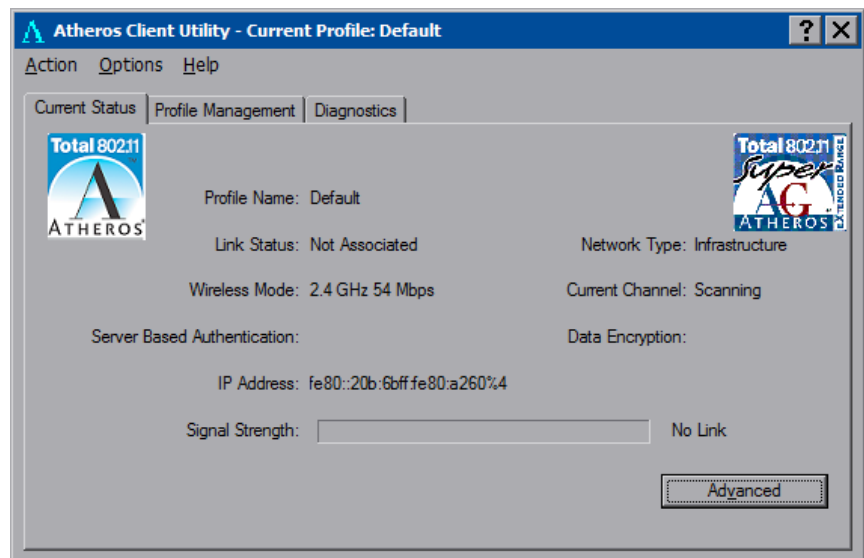 Atheros Client Utility - Current Profile: Default
? X
Action Options Help
Current Status Profile Management Diagnostics
Total 802.11
ATHEROS
Total 802.11
Super
AG
ATHEROS
EXTENDED RANGE
Profile Name: Default
Link Status: Not Associated
Network Type: Infrastructure
Wireless Mode: 2.4 GHz 54 Mbps
Current Channel: Scanning
Server Based Authentication:
Data Encryption:
IP Address: fe80::20b:6bff:fe80:a260%4
Signal Strength:
No Link
Advanced